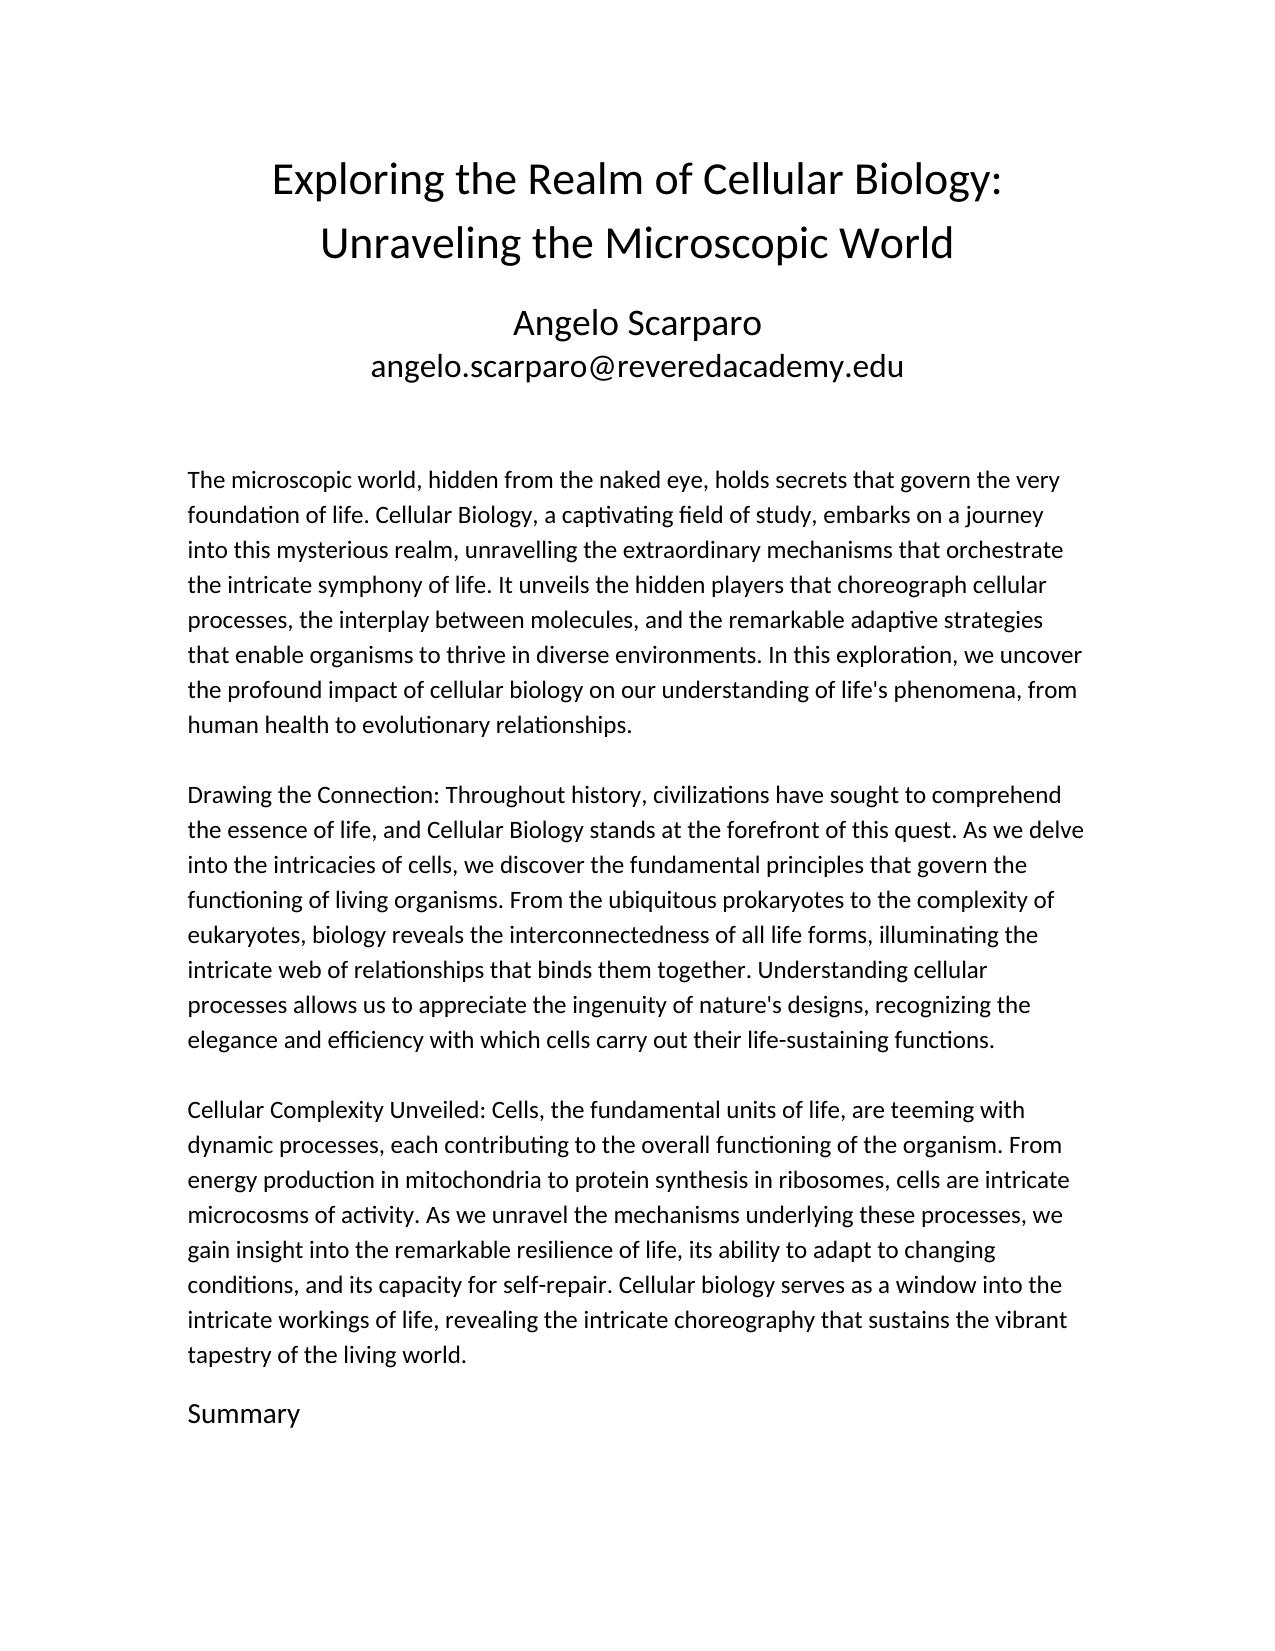 Exploring the Realm of Cellular Biology:
Unraveling the Microscopic World
Angelo Scarparo
angelo.scarparo@reveredacademy.edu
The microscopic world, hidden from the naked eye, holds secrets that govern the very
foundation of life. Cellular Biology, a captivating field of study, embarks on a journey
into this mysterious realm, unravelling the extraordinary mechanisms that orchestrate
the intricate symphony of life. It unveils the hidden players that choreograph cellular
processes, the interplay between molecules, and the remarkable adaptive strategies
that enable organisms to thrive in diverse environments. In this exploration, we uncover
the profound impact of cellular biology on our understanding of life's phenomena, from
human health to evolutionary relationships.
Drawing the Connection: Throughout history, civilizations have sought to comprehend
the essence of life, and Cellular Biology stands at the forefront of this quest. As we delve
into the intricacies of cells, we discover the fundamental principles that govern the
functioning of living organisms. From the ubiquitous prokaryotes to the complexity of
eukaryotes, biology reveals the interconnectedness of all life forms, illuminating the
intricate web of relationships that binds them together. Understanding cellular
processes allows us to appreciate the ingenuity of nature's designs, recognizing the
elegance and efficiency with which cells carry out their life-sustaining functions.
Cellular Complexity Unveiled: Cells, the fundamental units of life, are teeming with
dynamic processes, each contributing to the overall functioning of the organism. From
energy production in mitochondria to protein synthesis in ribosomes, cells are intricate
microcosms of activity. As we unravel the mechanisms underlying these processes, we
gain insight into the remarkable resilience of life, its ability to adapt to changing
conditions, and its capacity for self-repair. Cellular biology serves as a window into the
intricate workings of life, revealing the intricate choreography that sustains the vibrant
tapestry of the living world.
Summary